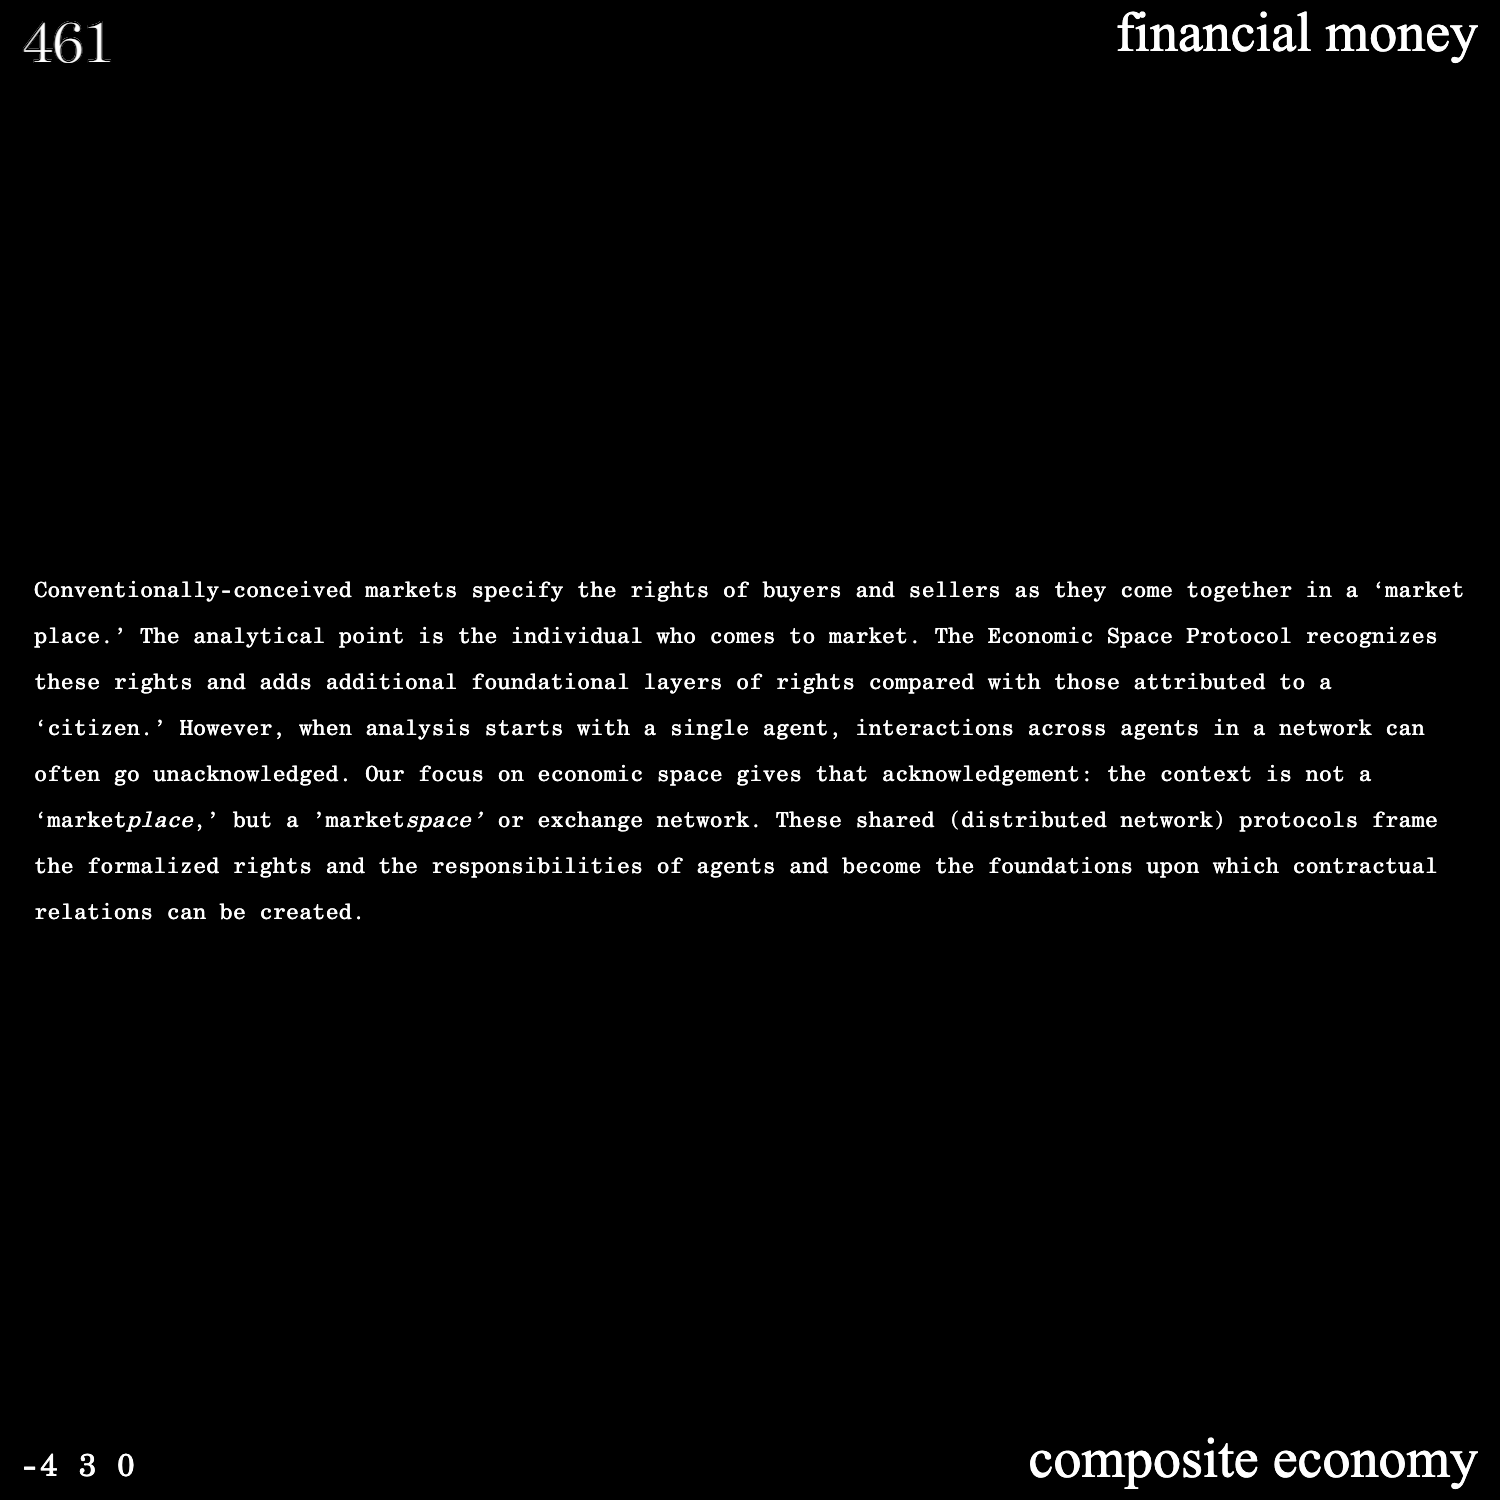 461
financial money
Conventionally-conceived markets specify the rights of buyers and sellers as they come together in a ‘market
place.’ The analytical point is the individual who comes to market. The Economic Space Protocol recognizes
these rights and adds additional foundational layers of rights compared with those attributed to a
‘citizen.’ However, when analysis starts with a single agent, interactions across agents in a network can
often go unacknowledged. Our focus on economic space gives that acknowledgement: the context is not a
‘marketplace,’ but a ’marketspace’ or exchange network. These shared (distributed network) protocols frame
the formalized rights and the responsibilities of agents and become the foundations upon which contractual
relations can be created.
-4 3 0
composite economy